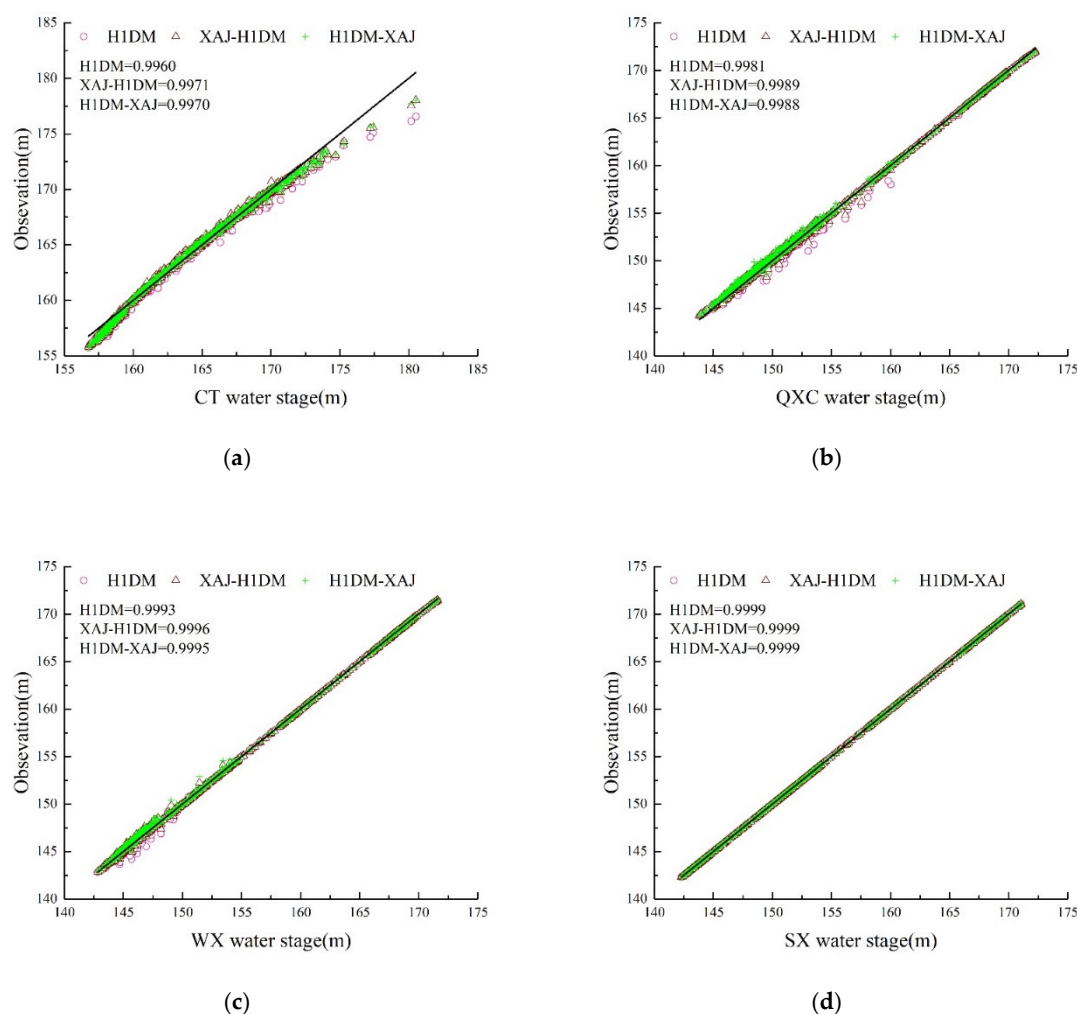 185
H1DM XAJ-H1DM H1DM-XAJ
H1DM=0.9960
XAJ-H1DM=0.9971
H1DM-XAJ=0.9970
180
175
170
165
160
155
Obsevation(m)
155 160 165 170 175 180 185
CT water stage(m)
(a)
175
H1DM XAJ-H1DM H1DM-XAJ
H1DM=0.9981
XAJ-H1DM=0.9989
H1DM-XAJ=0.9988
170
165
160
155
150
145
140
Obsevation(m)
140 145 150 155 160 165 170 175
QXC water stage(m)
(b)
175
H1DM XAJ-H1DM H1DM-XAJ
H1DM=0.9993
XAJ-H1DM=0.9996
H1DM-XAJ=0.9995
170
165
160
155
150
145
140
Obsevation(m)
140 145 150 155 160 165 170 175
WX water stage(m)
(c)
175
H1DM XAJ-H1DM H1DM-XAJ
H1DM=0.9999
XAJ-H1DM=0.9999
H1DM-XAJ=0.9999
170
165
160
155
150
145
140
Obsevation(m)
140 145 150 155 160 165 170 175
SX water stage(m)
(d)